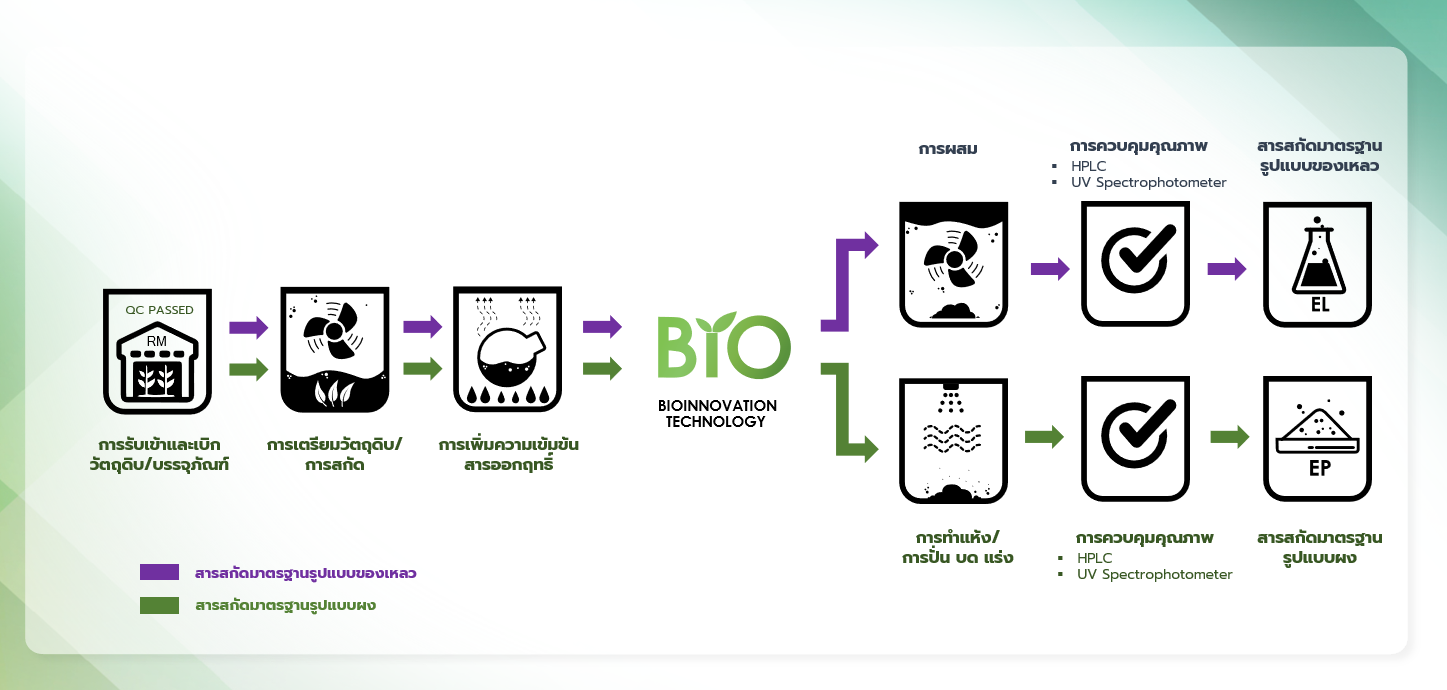 QC PASSED
RM
การรับเข้าและเบิก
วัตถุดิบ/บรรจุภัณฑ์
การเตรียมวัตถุดิบ/
การสกัด
การเพิ่มความเข้มข้น
สารออกฤทธิ์
BiO
BIOINNOVATION
TECHNOLOGY
การผสม
การควบคุมคุณภาพ
▪ HPLC
▪ UV Spectrophotometer
สารสกัดมาตรฐาน
รูปแบบของเหลว
EL
EP
การทำแห้ง/
การปั่น บด แร่ง
การควบคุมคุณภาพ
▪ HPLC
▪ UV Spectrophotometer
สารสกัดมาตรฐาน
รูปแบบผง
สารสกัดมาตรฐานรูปแบบของเหลว
สารสกัดมาตรฐานรูปแบบผง